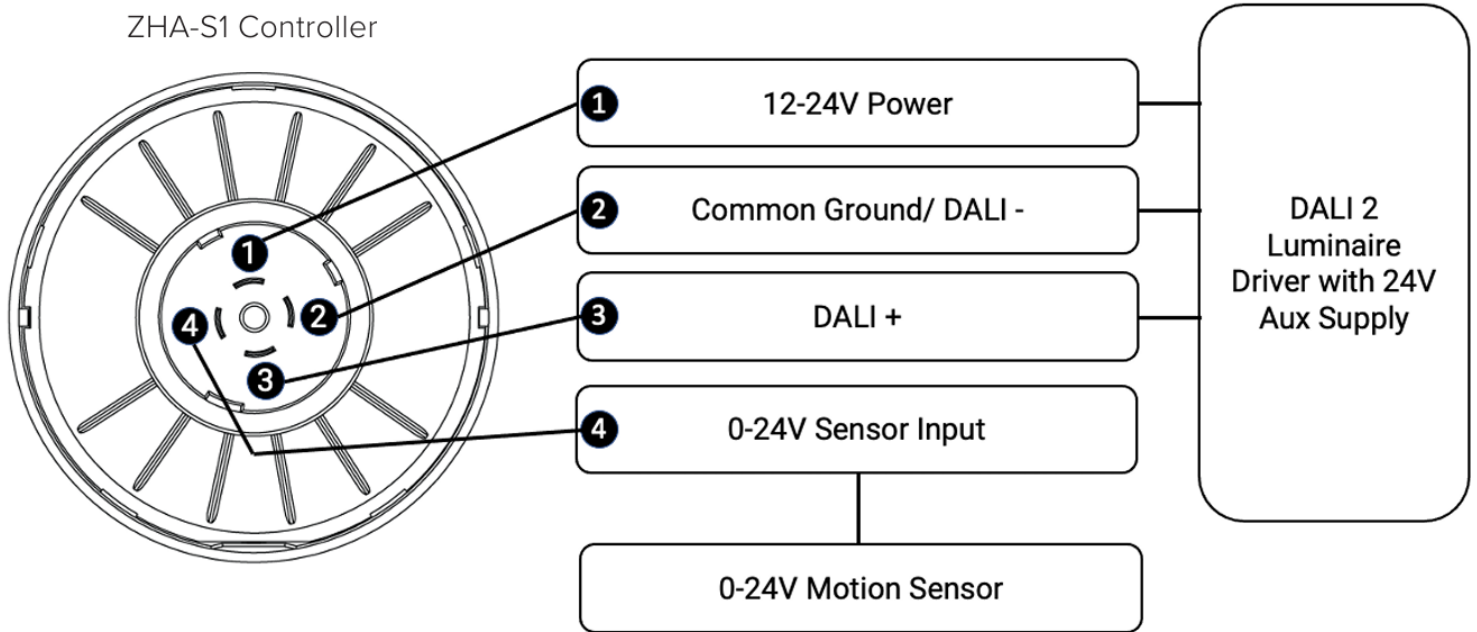 ZHA-S1 Controller
1
2
3
4
1 12-24V Power
2 Common Ground/ DALI -
3 DALI +
4 0-24V Sensor Input
0-24V Motion Sensor
DALI 2
Luminaire
Driver with 24V
Aux Supply